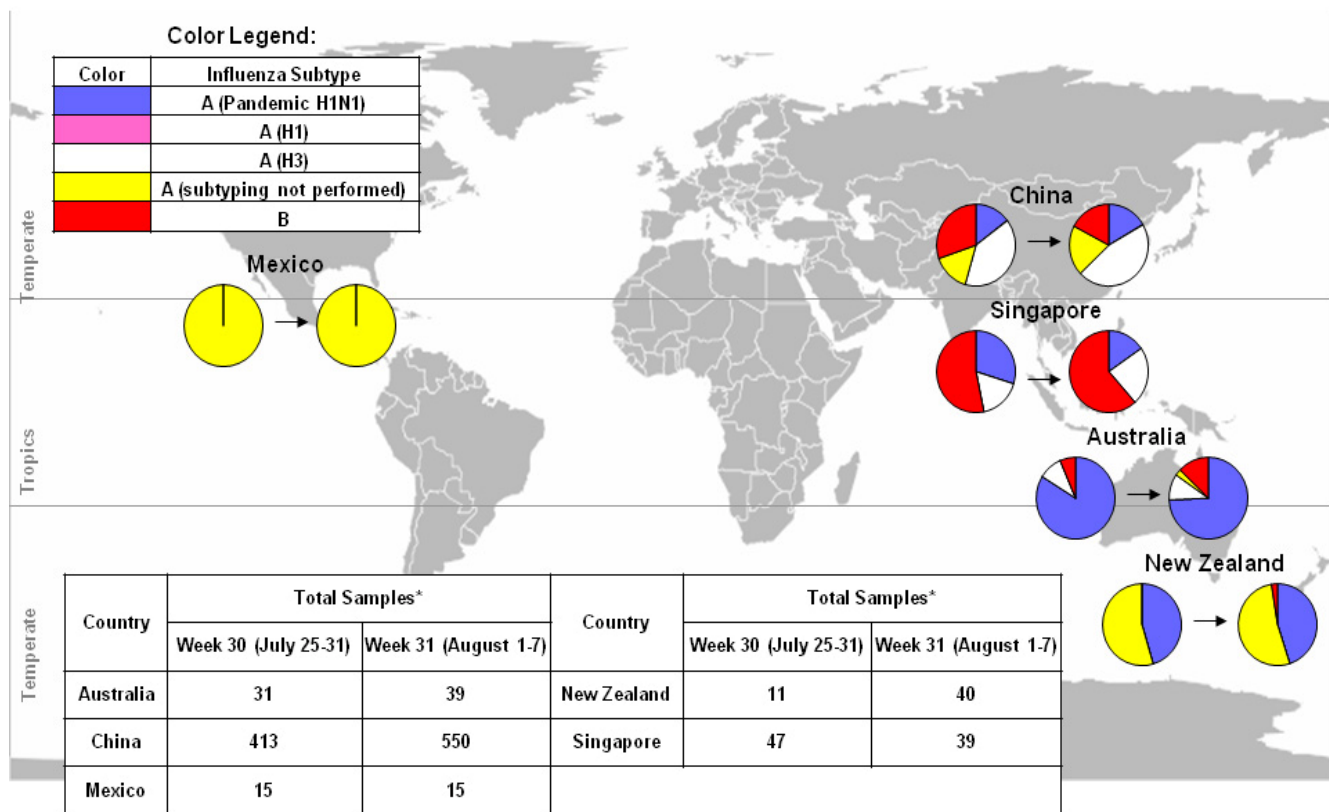 Color Legend:
Color Influenza Subtype
A (Pandemic H1N1)
A (H1)
A (H3)
A (subtyping not performed)
B
Temperate
Mexico
China
Singapore
Tropics
Australia
New Zealand
Temperate
Country Total Samples* Country Total Samples*
Week 30 (July 25-31) Week 31 (August 1-7) Week 30 (July 25-31) Week 31 (August 1-7)
Australia 31 39 New Zealand 11 40
China 413 550 Singapore 47 39
Mexico 15 15